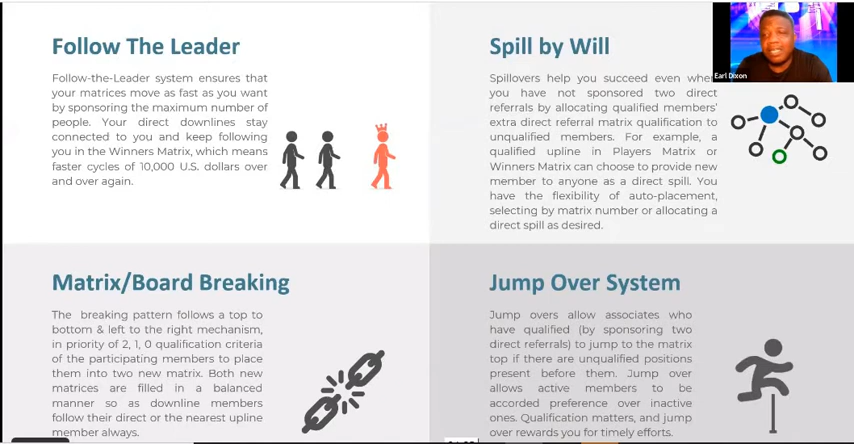 Follow The Leader
Follow-the-Leader system ensures that
your matrices move as fast as you want
by sponsoring the maximum number of
people. Your direct downlines stay
connected to you and keep following
you in the Winners Matrix, which means
faster cycles of 10,000 U.S. dollars over
and over again.
Spill by Will
Spillovers help you succeed even when
you have not sponsored two direct
referrals by allocating qualified members'
extra direct referral matrix qualification to
unqualified members. For example, a
qualified upline in Players Matrix or
Winners Matrix can choose to provide new
member to anyone as a direct spill. You
have the flexibility of auto-placement,
selecting by matrix number or allocating a
direct spill as desired.
Earl Dixon
Matrix/Board Breaking
The breaking pattern follows a top to
bottom & left to the right mechanism,
in priority of 2, 1, 0 qualification criteria
of the participating members to place
them into two new matrix. Both new
matrices are filled in a balanced
manner so as downline members
follow their direct or the nearest upline
member always.
Jump Over System
Jump overs allow associates who
have qualified (by sponsoring two
direct referrals) to jump to the matrix
top if there are unqualified positions
present before them. Jump over
allows active members to be
accorded preference over inactive
ones. Qualification matters, and jump
over rewards you for timely efforts.